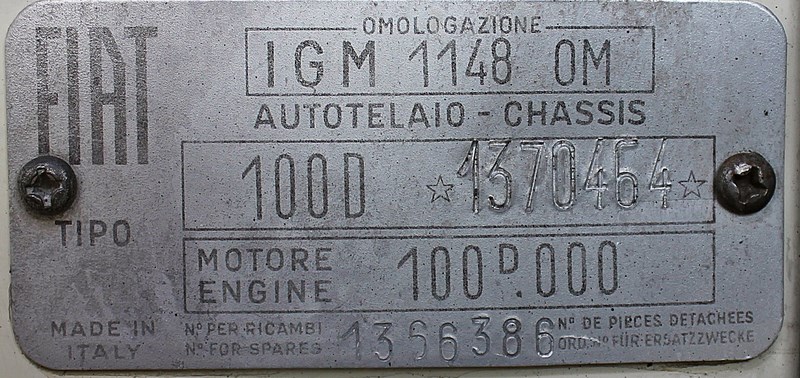 FIAT
OMOLOGAZIONE
IGM 1148 OM
AUTOTELAIO - CHASSIS
TIPO
100D ☆1370464☆
MOTORE
ENGINE
100 D.000
MADE IN
ITALY
Nº PER RICAMBI
Nº FOR SPARES
1366386
Nº DE PIECES DETACHEES
ORD. Nº FÜR ERSATZZWECKE